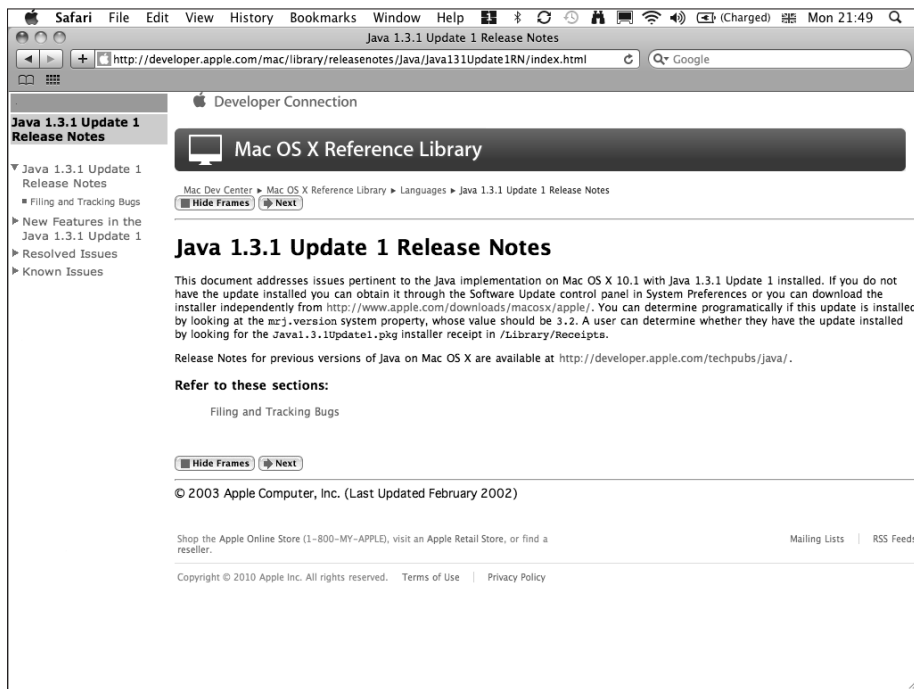 Safari File Edit View History Bookmarks Window Help (Charged) Mon 21:49
Java 1.3.1 Update 1 Release Notes
http://developer.apple.com/mac/library/releasenotes/Java/Java131Update1RN/index.html Google
Developer Connection
Java 1.3.1 Update 1
Release Notes
Mac OS X Reference Library
Java 1.3.1 Update 1
Release Notes
Filing and Tracking Bugs
New Features in the
Java 1.3.1 Update 1
Resolved Issues
Known Issues
Mac Dev Center ▸ Mac OS X Reference Library ▸ Languages ▸ Java 1.3.1 Update 1 Release Notes
Hide Frames Next
Java 1.3.1 Update 1 Release Notes
This document addresses issues pertinent to the Java implementation on Mac OS X 10.1 with Java 1.3.1 Update 1 installed. If you do not
have the update installed you can obtain it through the Software Update control panel in System Preferences or you can download the
installer independently from http://www.apple.com/downloads/macosx/apple/. You can determine programatically if this update is installed
by looking at the mrj.version system property, whose value should be 3.2. A user can determine whether they have the update installed
by looking for the Java1.3.1Update1.pkg installer receipt in /Library/Receipts.
Release Notes for previous versions of Java on Mac OS X are available at http://developer.apple.com/techpubs/java/.
Refer to these sections:
Filing and Tracking Bugs
Hide Frames Next
© 2003 Apple Computer, Inc. (Last Updated February 2002)
Shop the Apple Online Store (1-800-MY-APPLE), visit an Apple Retail Store, or find a
reseller.
Mailing Lists RSS Feeds
Copyright © 2010 Apple Inc. All rights reserved. Terms of Use Privacy Policy